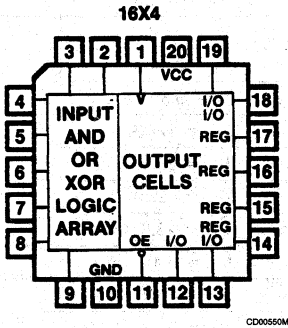 16X4
3 2 1 20 19
VCC
4 18
I/O
I/O
5 17
REG
6 16
REG
7 15
REG
REG
8 14
INPUT
AND
OR
XOR
LOGIC
ARRAY
OUTPUT
CELLS
OE I/O I/O
GND
9 10 11 12 13
CD00550M